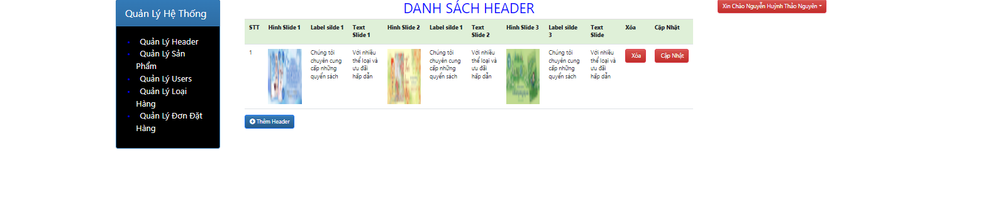 Quản Lý Hệ Thống
Quản Lý Header
Quản Lý Sản
Phẩm
Quản Lý Users
Quản Lý Loại
Hàng
Quản Lý Đơn Đặt
Hàng
DANH SÁCH HEADER
Xin Chào Nguyễn Huỳnh Thảo Nguyên
STT Hình Slide 1 Label silde 1 Text Hình Slide 2 Label silde 1 Text Hình Slide 3 Label silde Text Xóa Cập Nhật
Slide 1 Slide 2 3 Slide
1 Chúng tôi Với nhiều Chúng tôi Với nhiều Chúng tôi Với nhiều Xóa Cập Nhật
chuyên cung thể loại và chuyên cung thể loại và chuyên cung thể loại và
cấp những ưu đãi cấp những ưu đãi cấp những ưu đãi
quyển sách hấp dẫn quyển sách hấp dẫn quyển sách hấp dẫn
Thêm Header